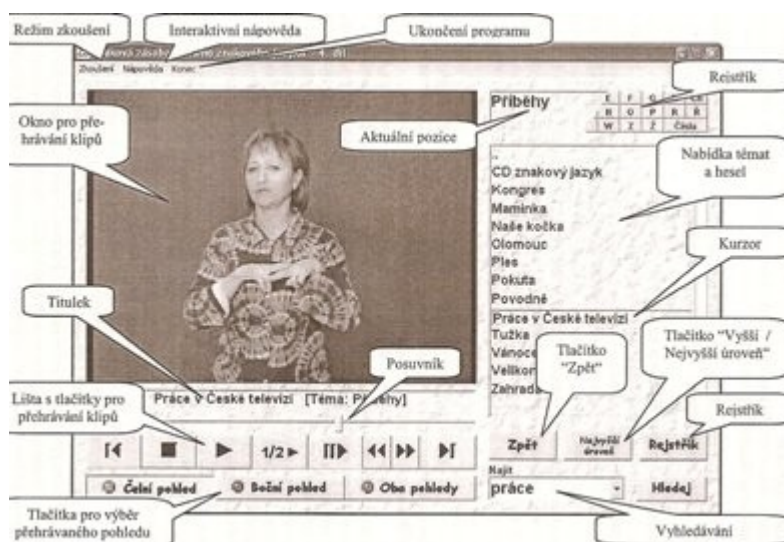 Režim zkoušení
Interaktivní nápověda
Ukončení programu
Zkoušení Nápověda Konec
Rejstřík
Okno pro pře-
hrávání klipů
Aktuální pozice
Příběhy
E F G
N O P R Ř
W Z Ž Čísla
Nabídka témat
a hesel
..
CD znakový jazyk
Kongres
Maminka
Naše kočka
Olomouc
Ples
Pokuta
Povodně
Práce v České televizi
Tužka
Kurzor
Titulek
Tlačítko
"Zpět"
Tlačítko "Vyšší /
Nejvyšší úroveň"
Posuvník
Zahrada
Práce v České televizi [Téma: Příběhy]
Lišta s tlačítky pro
přehrávání klipů
Rejstřík
1/2
Zpět
Nejvyšší
úroveň
Rejstřík
Čelní pohled
Boční pohled
Oba pohledy
Najít
práce
Hledej
Tlačítka pro výběr
přehrávaného pohledu
Vyhledávání